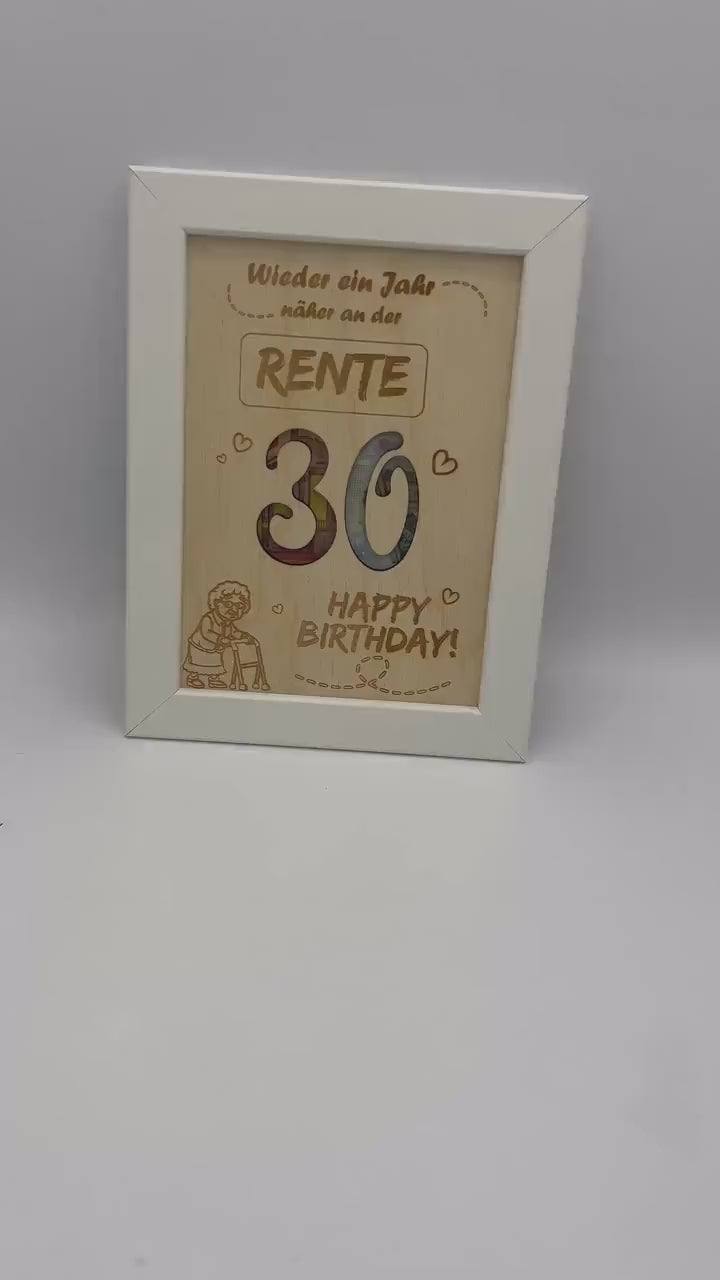 Wieder ein Jahr
näher an der
RENTE
30
HAPPY
BIRTHDAY!